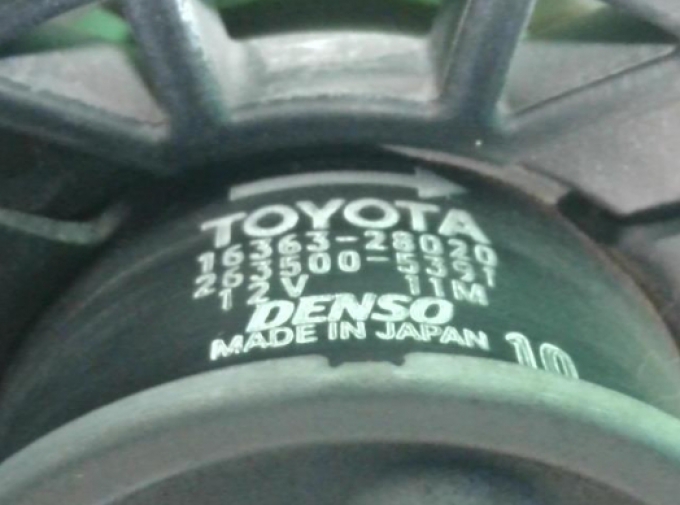 TOYOTA
16363-28020
263500-5391
12V 11M
DENSO
MADE IN JAPAN 10